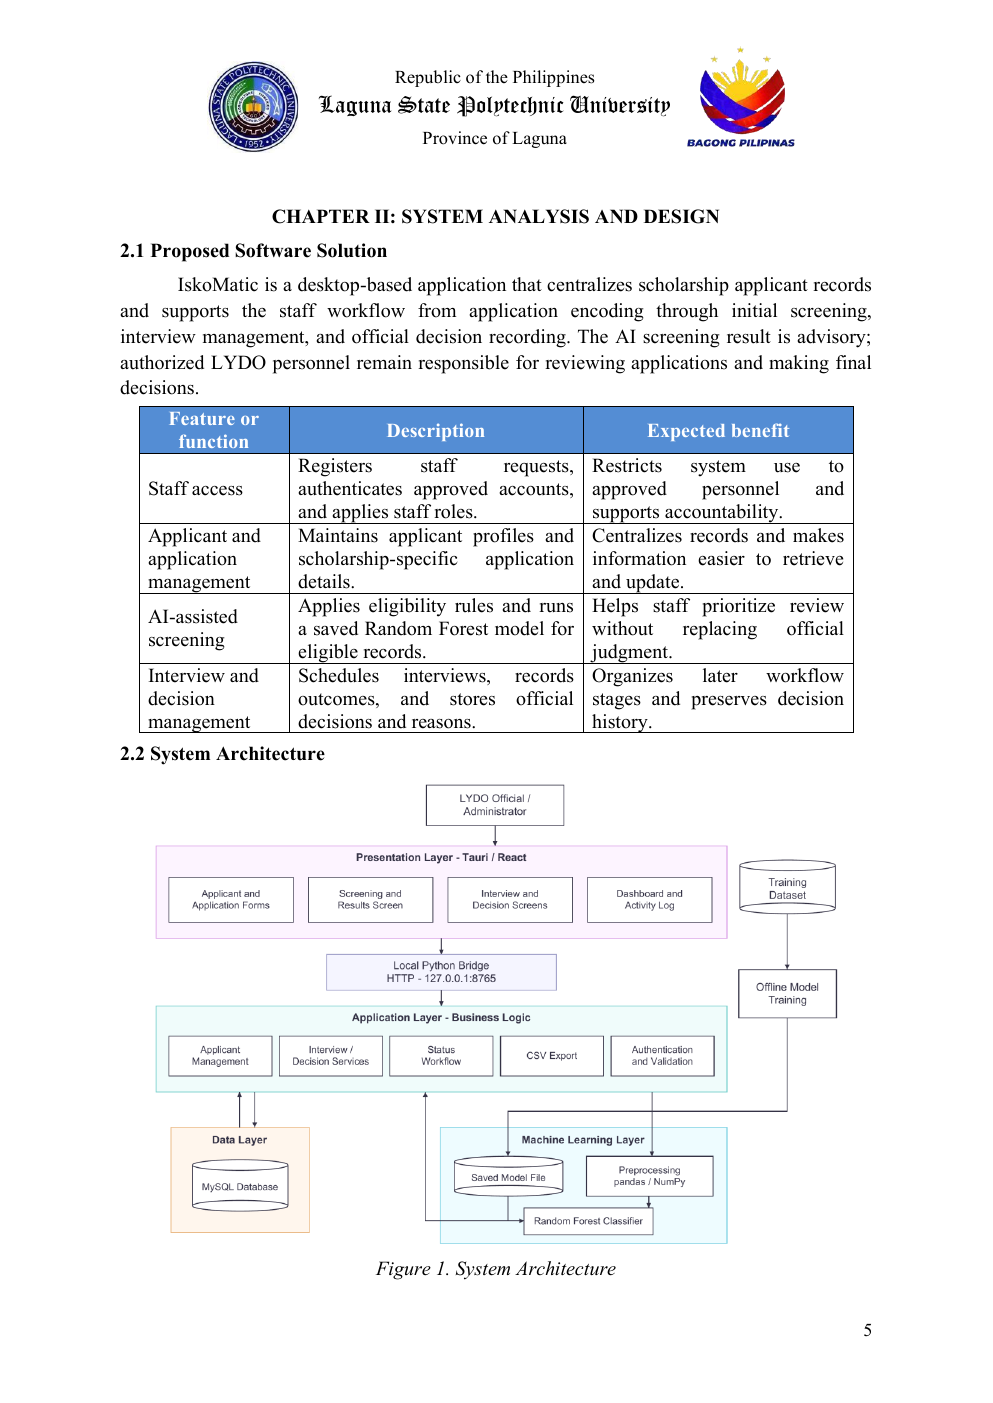 Republic of the Philippines
Laguna State Polytechnic University
Province of Laguna
LAGUNA STATE POLYTECHNIC UNIVERSITY
1952
BAGONG PILIPINAS
CHAPTER II: SYSTEM ANALYSIS AND DESIGN
2.1 Proposed Software Solution
IskoMatic is a desktop-based application that centralizes scholarship applicant records
and supports the staff workflow from application encoding through initial screening,
interview management, and official decision recording. The AI screening result is advisory;
authorized LYDO personnel remain responsible for reviewing applications and making final
decisions.
Feature or
function
Description
Expected benefit
Staff access
Registers staff requests,
authenticates approved accounts,
and applies staff roles.
Restricts system use to
approved personnel and
supports accountability.
Applicant and
application
management
Maintains applicant profiles and
scholarship-specific application
details.
Centralizes records and makes
information easier to retrieve
and update.
AI-assisted
screening
Applies eligibility rules and runs
a saved Random Forest model for
eligible records.
Helps staff prioritize review
without replacing official
judgment.
Interview and
decision
management
Schedules interviews, records
outcomes, and stores official
decisions and reasons.
Organizes later workflow
stages and preserves decision
history.
2.2 System Architecture
LYDO Official /
Administrator
Presentation Layer - Tauri / React
Applicant and
Application Forms
Screening and
Results Screen
Interview and
Decision Screens
Dashboard and
Activity Log
Training
Dataset
Local Python Bridge
HTTP - 127.0.0.1:8765
Offline Model
Training
Application Layer - Business Logic
Applicant
Management
Interview /
Decision Services
Status
Workflow
CSV Export
Authentication
and Validation
Data Layer
MySQL Database
Machine Learning Layer
Saved Model File
Preprocessing
pandas / NumPy
Random Forest Classifier
Figure 1. System Architecture
5